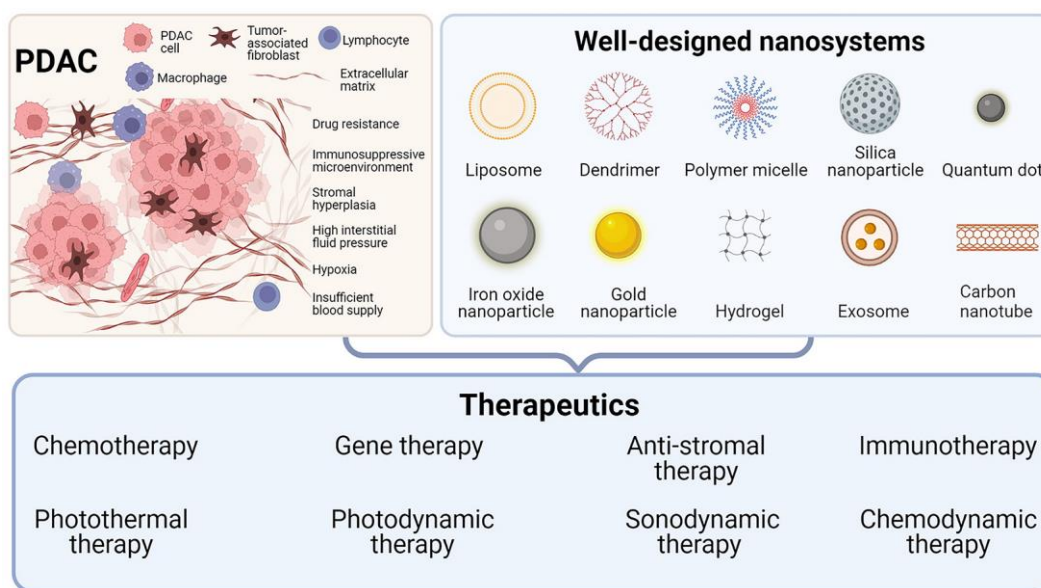 PDAC
PDAC
cell
Tumor-
associated
fibroblast
Lymphocyte
Macrophage
Extracellular
matrix
Drug resistance
Immunosuppressive
microenvironment
Stromal
hyperplasia
High interstitial
fluid pressure
Hypoxia
Insufficient
blood supply
Well-designed nanosystems
Liposome
Dendrimer
Polymer micelle
Silica
nanoparticle
Quantum dot
Iron oxide
nanoparticle
Gold
nanoparticle
Hydrogel
Exosome
Carbon
nanotube
Therapeutics
Chemotherapy
Gene therapy
Anti-stromal
therapy
Immunotherapy
Photothermal
therapy
Photodynamic
therapy
Sonodynamic
therapy
Chemodynamic
therapy